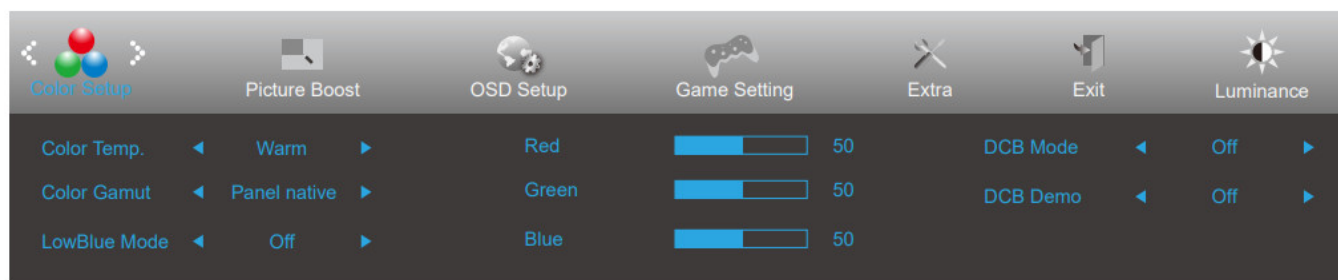 Color Setup Picture Boost OSD Setup Game Setting Extra Exit Luminance
Color Temp. Warm Red 50 DCB Mode Off
Color Gamut Panel native Green 50 DCB Demo Off
LowBlue Mode Off Blue 50